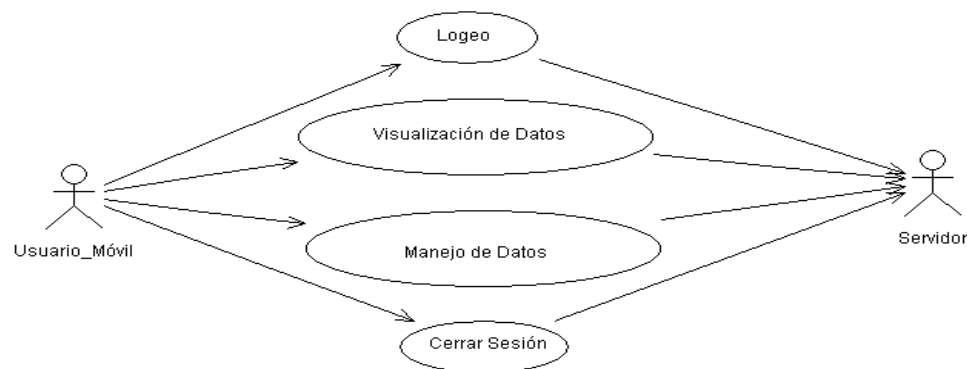 Logeo
Visualización de Datos
Usuario_Móvil
Servidor
Manejo de Datos
Cerrar Sesión